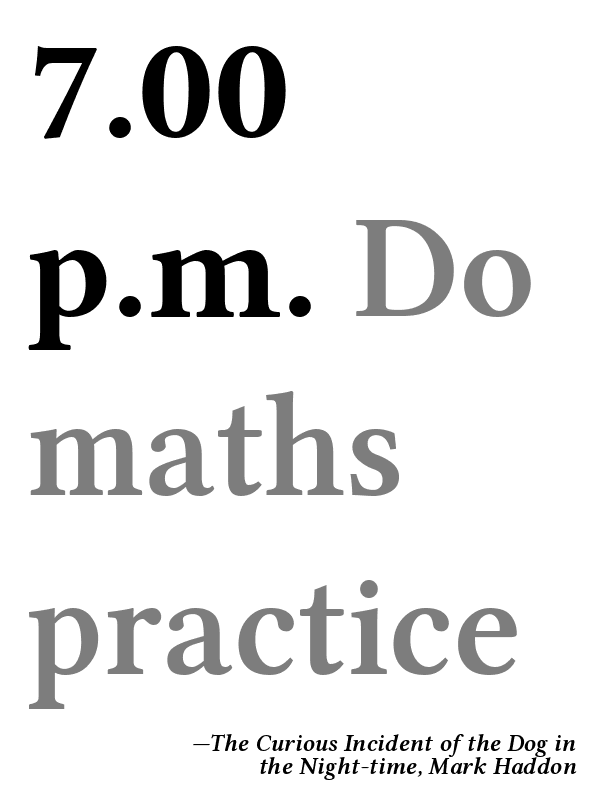 7.00
p.m. Do
maths
practice
—The Curious Incident of the Dog in
the Night-time, Mark Haddon